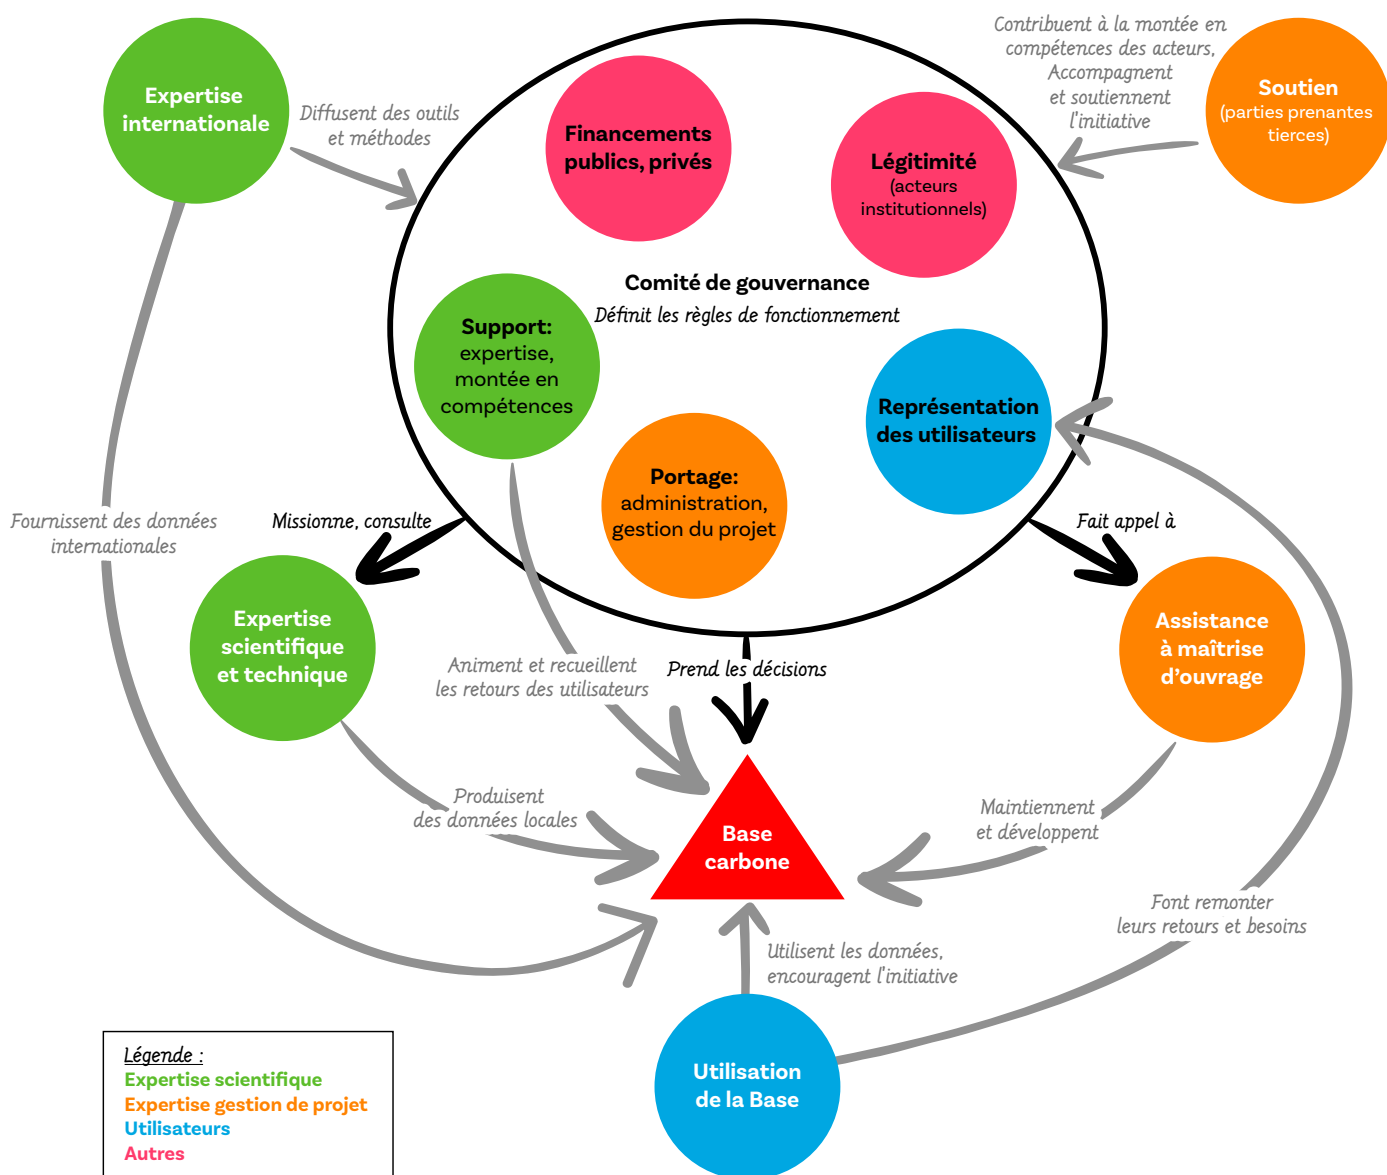 Expertise
internationale
Diffusent des outils
et méthodes
Contribuent à la montée en
compétences des acteurs,
Accompagnent
et soutiennent
l'initiative
Soutien
(parties prenantes
tierces)
Financements
publics, privés
Légitimité
(acteurs
institutionnels)
Comité de gouvernance
Définit les règles de fonctionnement
Support:
expertise,
montée en
compétences
Représentation
des utilisateurs
Portage:
administration,
gestion du projet
Fournissent des données
internationales
Missionne, consulte
Fait appel à
Expertise
scientifique
et technique
Animent et recueillent
les retours des utilisateurs
Prend les décisions
Assistance
à maîtrise
d'ouvrage
Produisent
des données locales
Base
carbone
Maintiennent
et développent
Font remonter
leurs retours et besoins
Utilisent les données,
encouragent l'initiative
Utilisation
de la Base
Légende :
Expertise scientifique
Expertise gestion de projet
Utilisateurs
Autres